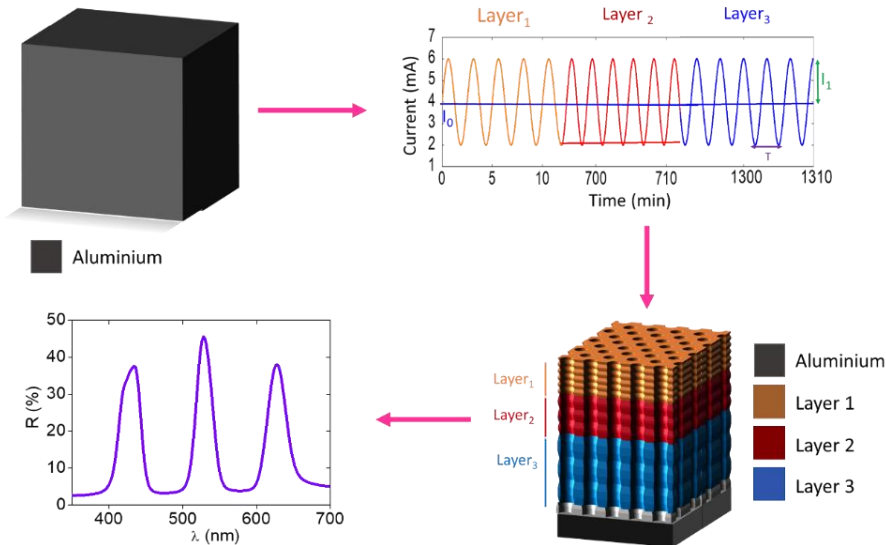 Layer₁ Layer ₂ Layer₃
7
6
5
4
3
2
1
Current (mA)
I₀
I₁
T
0 5 10 700 710 1300 1310
Time (min)
Aluminium
50
40
30
20
10
0
R (%)
400 500 600 700
λ (nm)
Layer₁
Layer₂
Layer₃
Aluminium
Layer 1
Layer 2
Layer 3